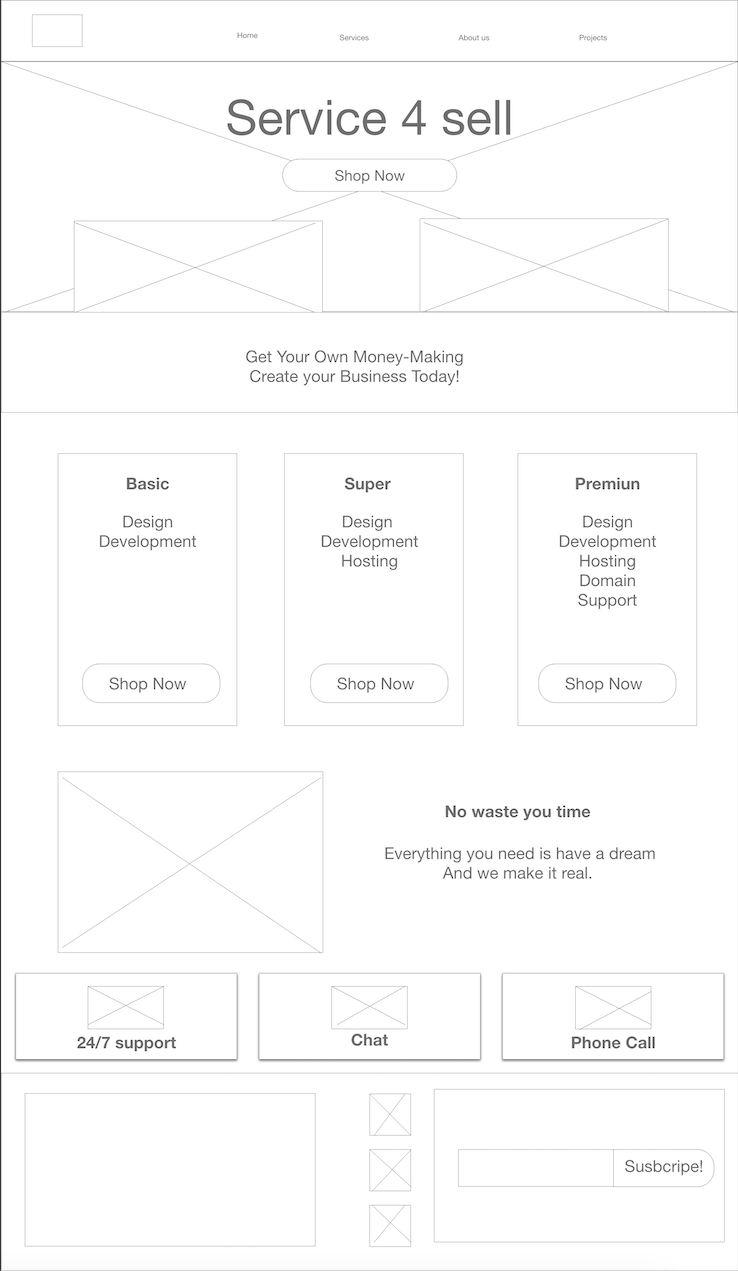 Home
Services
About us
Projects
Service 4 sell
Shop Now
Get Your Own Money-Making
Create your Business Today!
Basic
Design
Development
Shop Now
Super
Design
Development
Hosting
Shop Now
Premiun
Design
Development
Hosting
Domain
Support
Shop Now
No waste you time
Everything you need is have a dream
And we make it real.
24/7 support
Chat
Phone Call
Susbcripe!